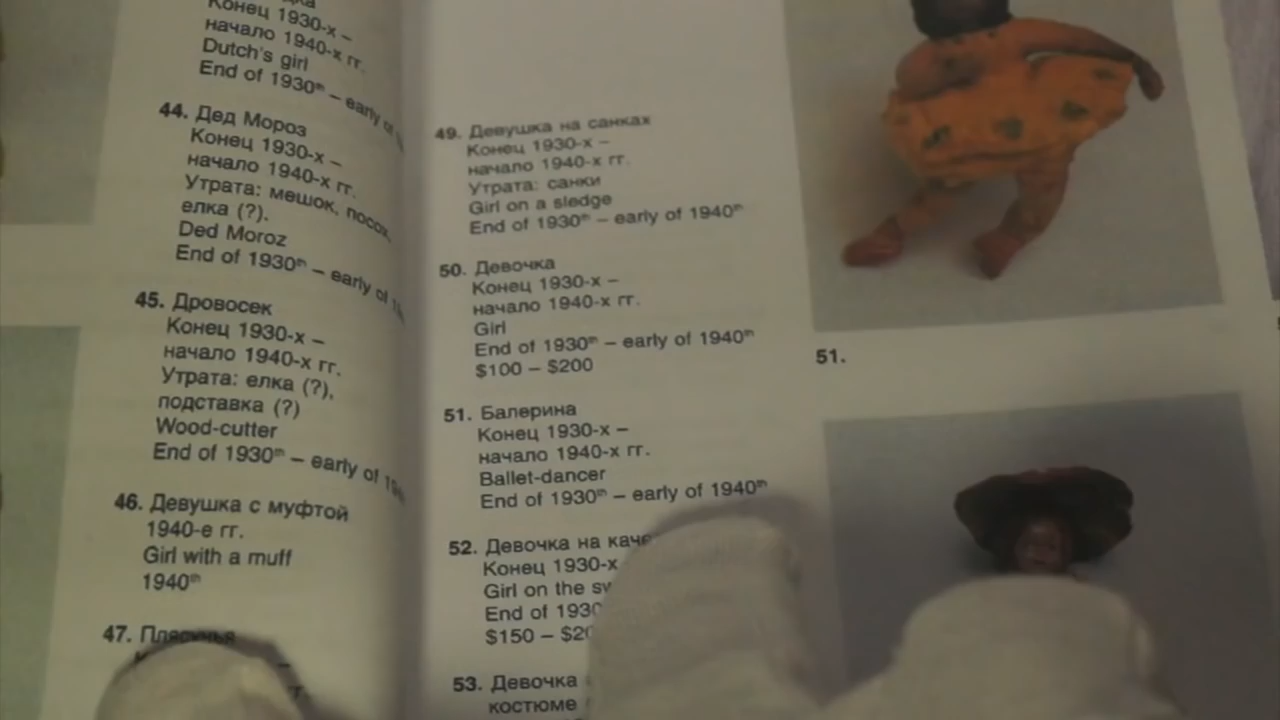 Конец 1930-х –
начало 1940-х гг.
Dutch's girl
End of 1930th – early of
44. Дед Мороз
Конец 1930-х –
начало 1940-х гг.
Утрата: мешок, посох,
елка (?).
Ded Moroz
End of 1930th – early of
45. Дровосек
Конец 1930-х –
начало 1940-х гг.
Утрата: елка (?),
подставка (?)
Wood-cutter
End of 1930th – early of
46. Девушка с муфтой
1940-е гг.
Girl with a muff
1940th
47. Плясунья
49. Девушка на санках
Конец 1930-х –
начало 1940-х гг.
Утрата: санки
Girl on a sledge
End of 1930th – early of 1940th
50. Девочка
Конец 1930-х –
начало 1940-х гг.
Girl
End of 1930th – early of 1940th
$100 – $200
51. Балерина
Конец 1930-х –
начало 1940-х гг.
Ballet-dancer
End of 1930th – early of 1940th
52. Девочка на
Конец 1930-х
Girl on the
End of 1930
$150 –
53. Девочка
костюме
51.